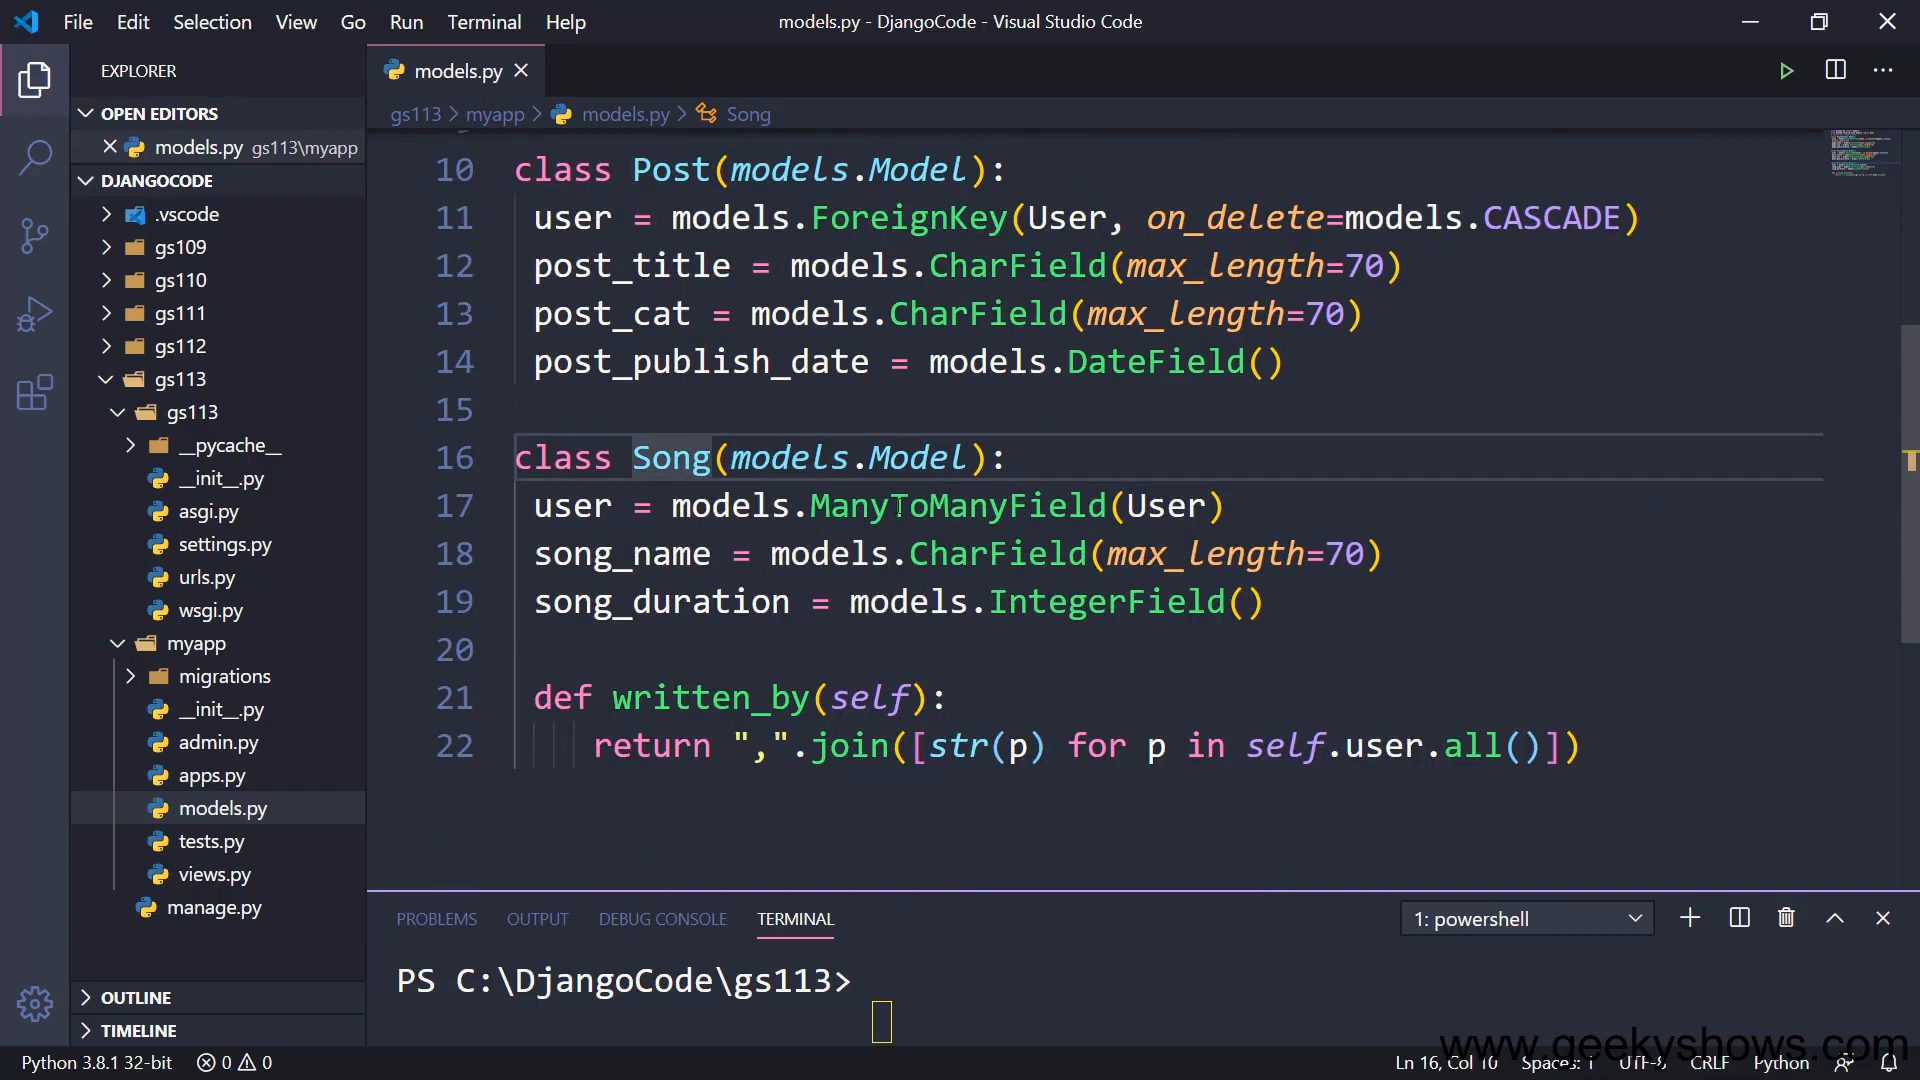 File Edit Selection View Go Run Terminal Help models.py - DjangoCode - Visual Studio Code
EXPLORER
OPEN EDITORS
models.py gs113\myapp
DJANGOCODE
.vscode
gs109
gs110
gs111
gs112
gs113
gs113
__pycache__
__init__.py
asgi.py
settings.py
urls.py
wsgi.py
myapp
migrations
__init__.py
admin.py
apps.py
models.py
tests.py
views.py
manage.py
OUTLINE
TIMELINE
models.py
gs113 > myapp > models.py > Song
10 class Post(models.Model):
11 user = models.ForeignKey(User, on_delete=models.CASCADE)
12 post_title = models.CharField(max_length=70)
13 post_cat = models.CharField(max_length=70)
14 post_publish_date = models.DateField()
15
16 class Song(models.Model):
17 user = models.ManyToManyField(User)
18 song_name = models.CharField(max_length=70)
19 song_duration = models.IntegerField()
20
21 def written_by(self):
22 return ",".join([str(p) for p in self.user.all()])
PROBLEMS OUTPUT DEBUG CONSOLE TERMINAL 1: powershell
PS C:\DjangoCode\gs113>
www.geekyshows.com
Python 3.8.1 32-bit 0 0 Ln 16, Col 10 Spaces: 1 UTF-8 CRLF Python